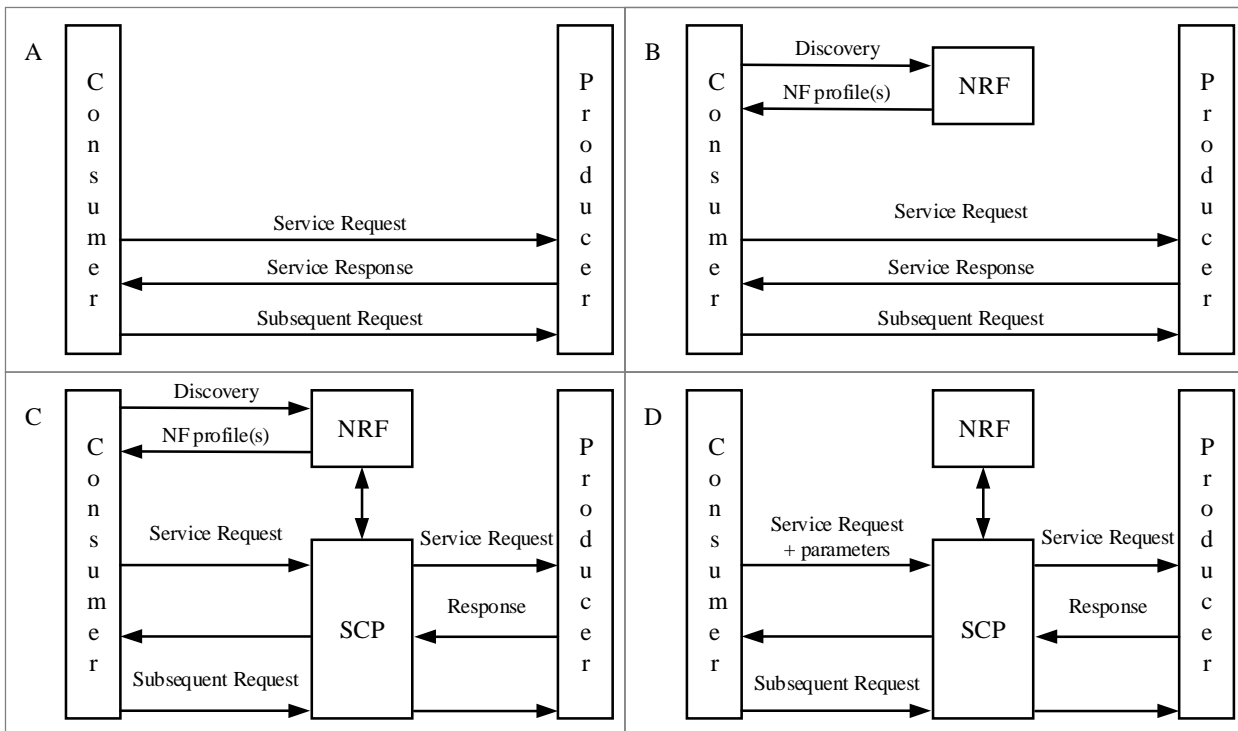 A
Consumer
Producer
Service Request
Service Response
Subsequent Request
B
Consumer
Producer
Discovery
NRF
NF profile(s)
Service Request
Service Response
Subsequent Request
C
Consumer
Producer
Discovery
NRF
NF profile(s)
Service Request
Service Request
SCP
Response
Subsequent Request
D
Consumer
Producer
NRF
Service Request
+ parameters
Service Request
SCP
Response
Subsequent Request